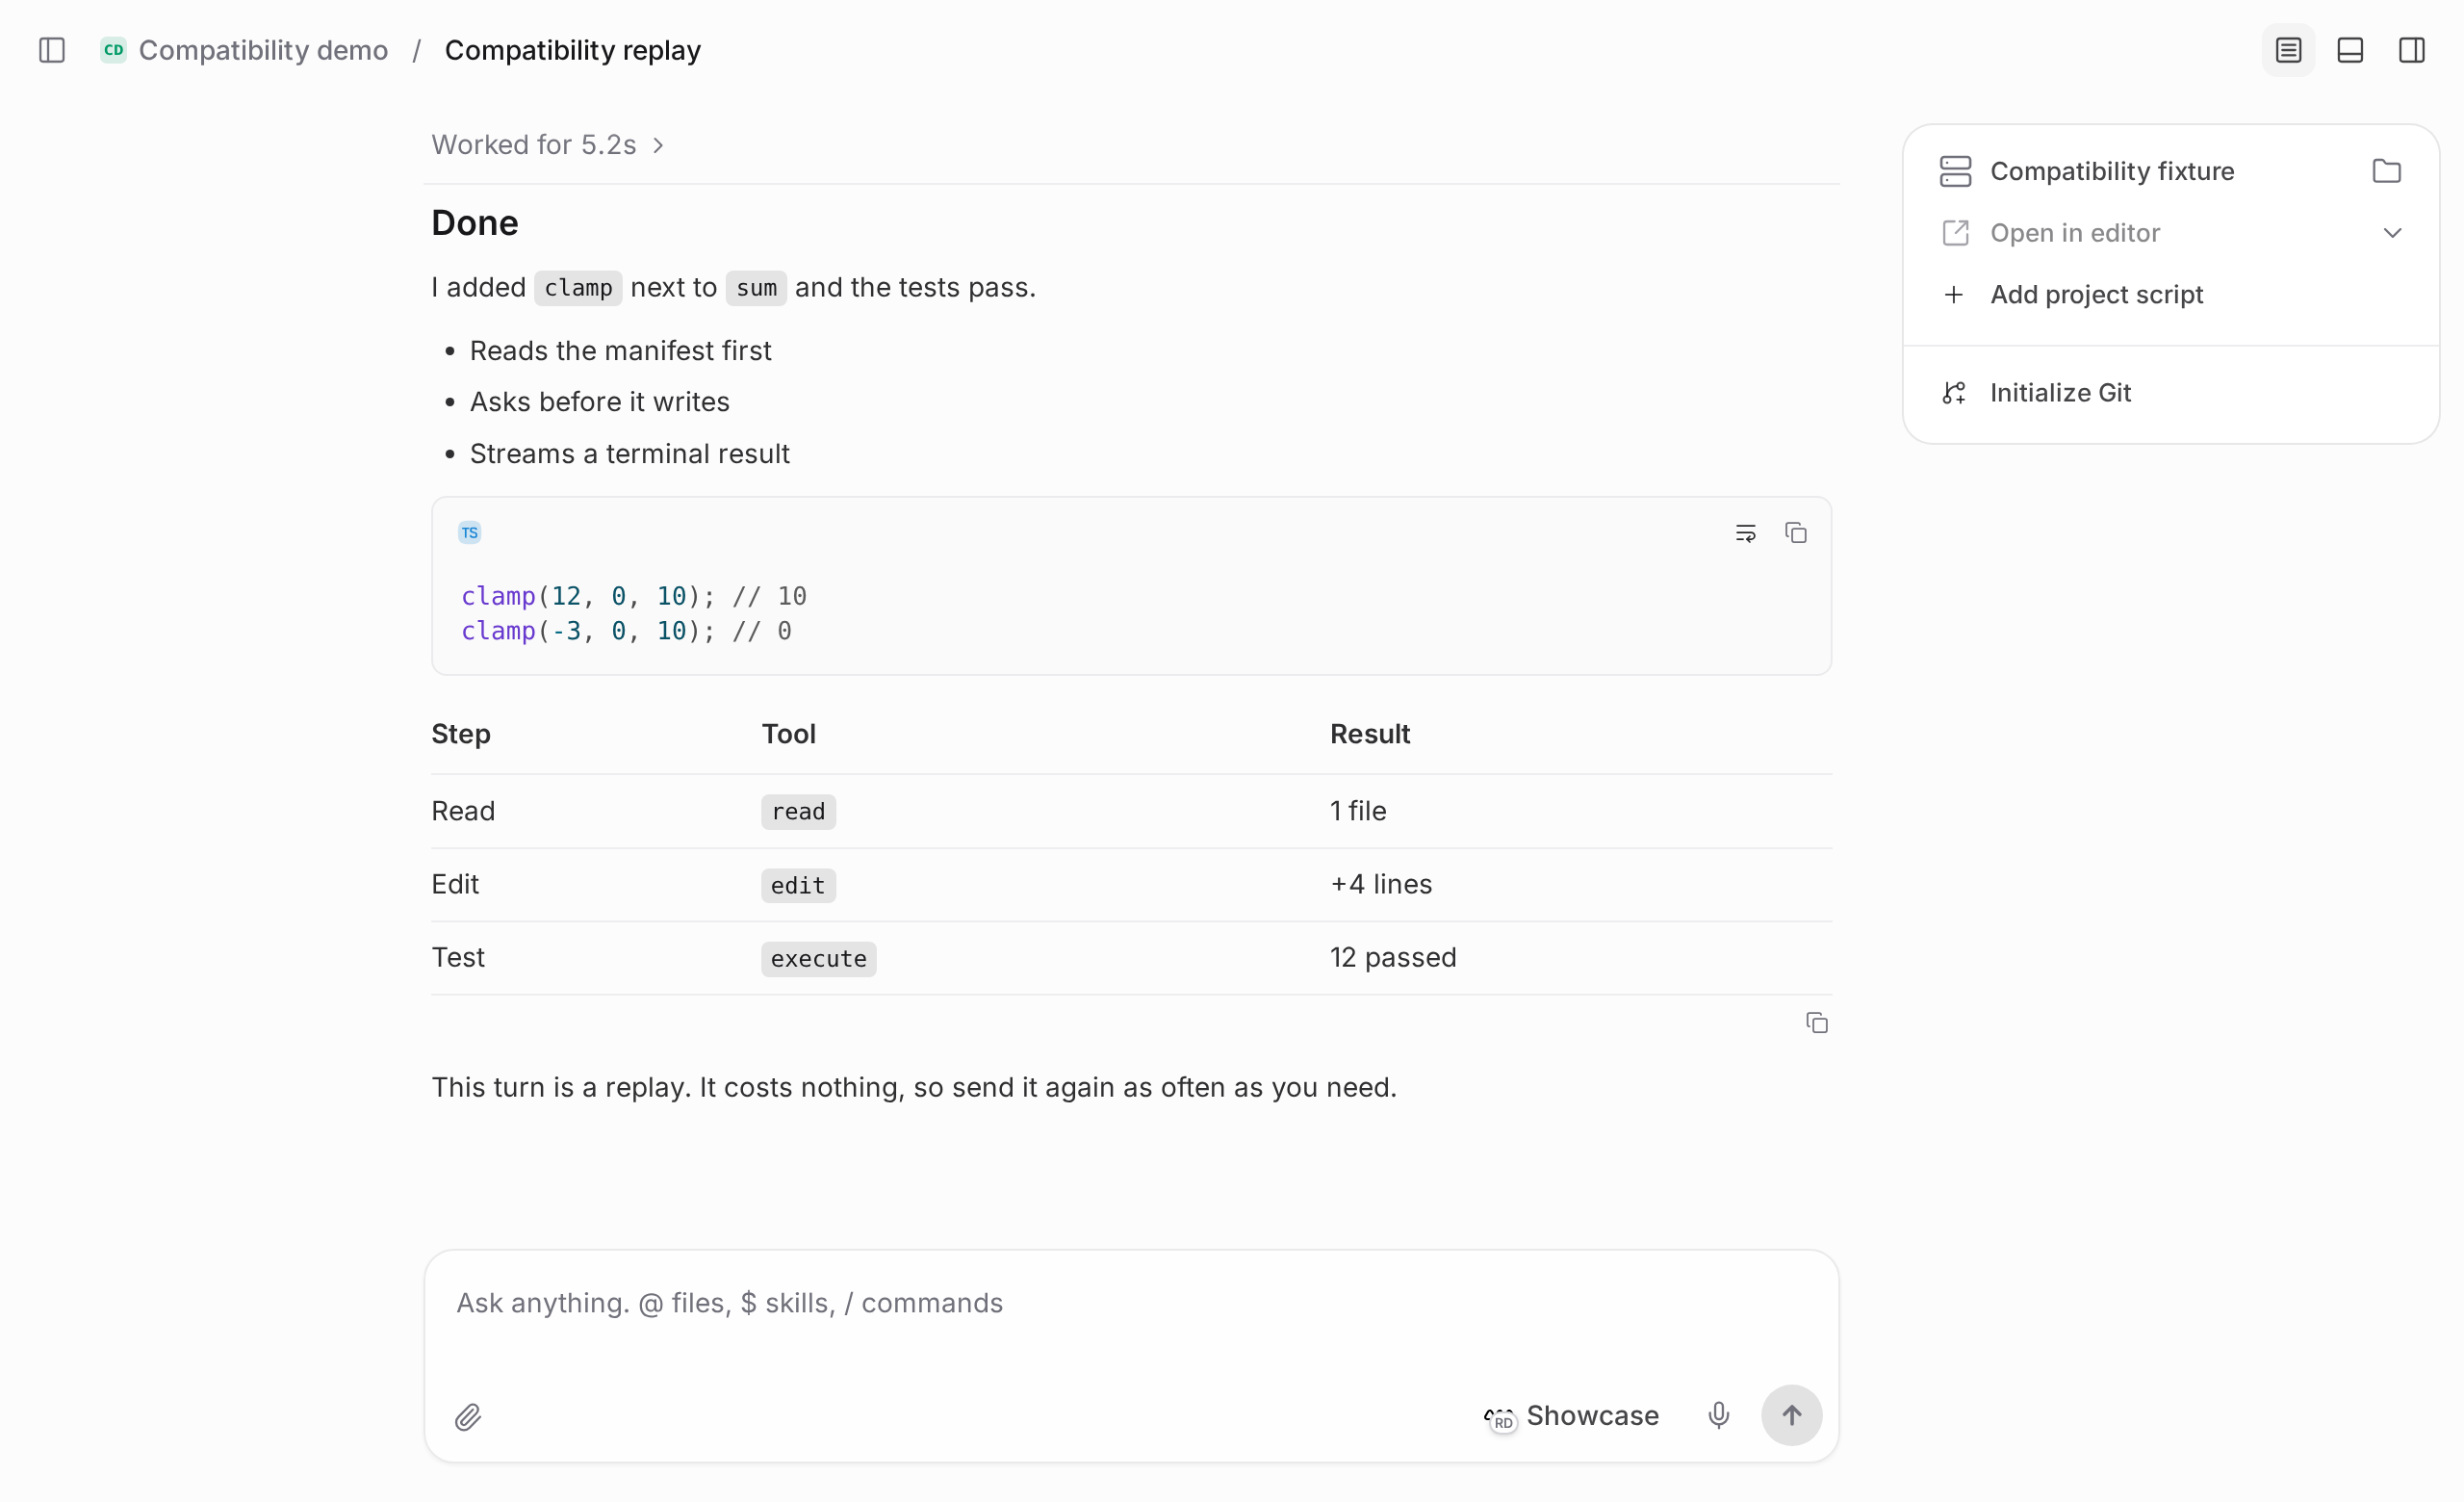 CD Compatibility demo / Compatibility replay
Worked for 5.2s
Done
I added clamp next to sum and the tests pass.
Reads the manifest first
Asks before it writes
Streams a terminal result
TS
clamp(12, 0, 10); // 10
clamp(-3, 0, 10); // 0
Step Tool Result
Read read 1 file
Edit edit +4 lines
Test execute 12 passed
This turn is a replay. It costs nothing, so send it again as often as you need.
Ask anything. @ files, $ skills, / commands
RD Showcase
Compatibility fixture
Open in editor
Add project script
Initialize Git